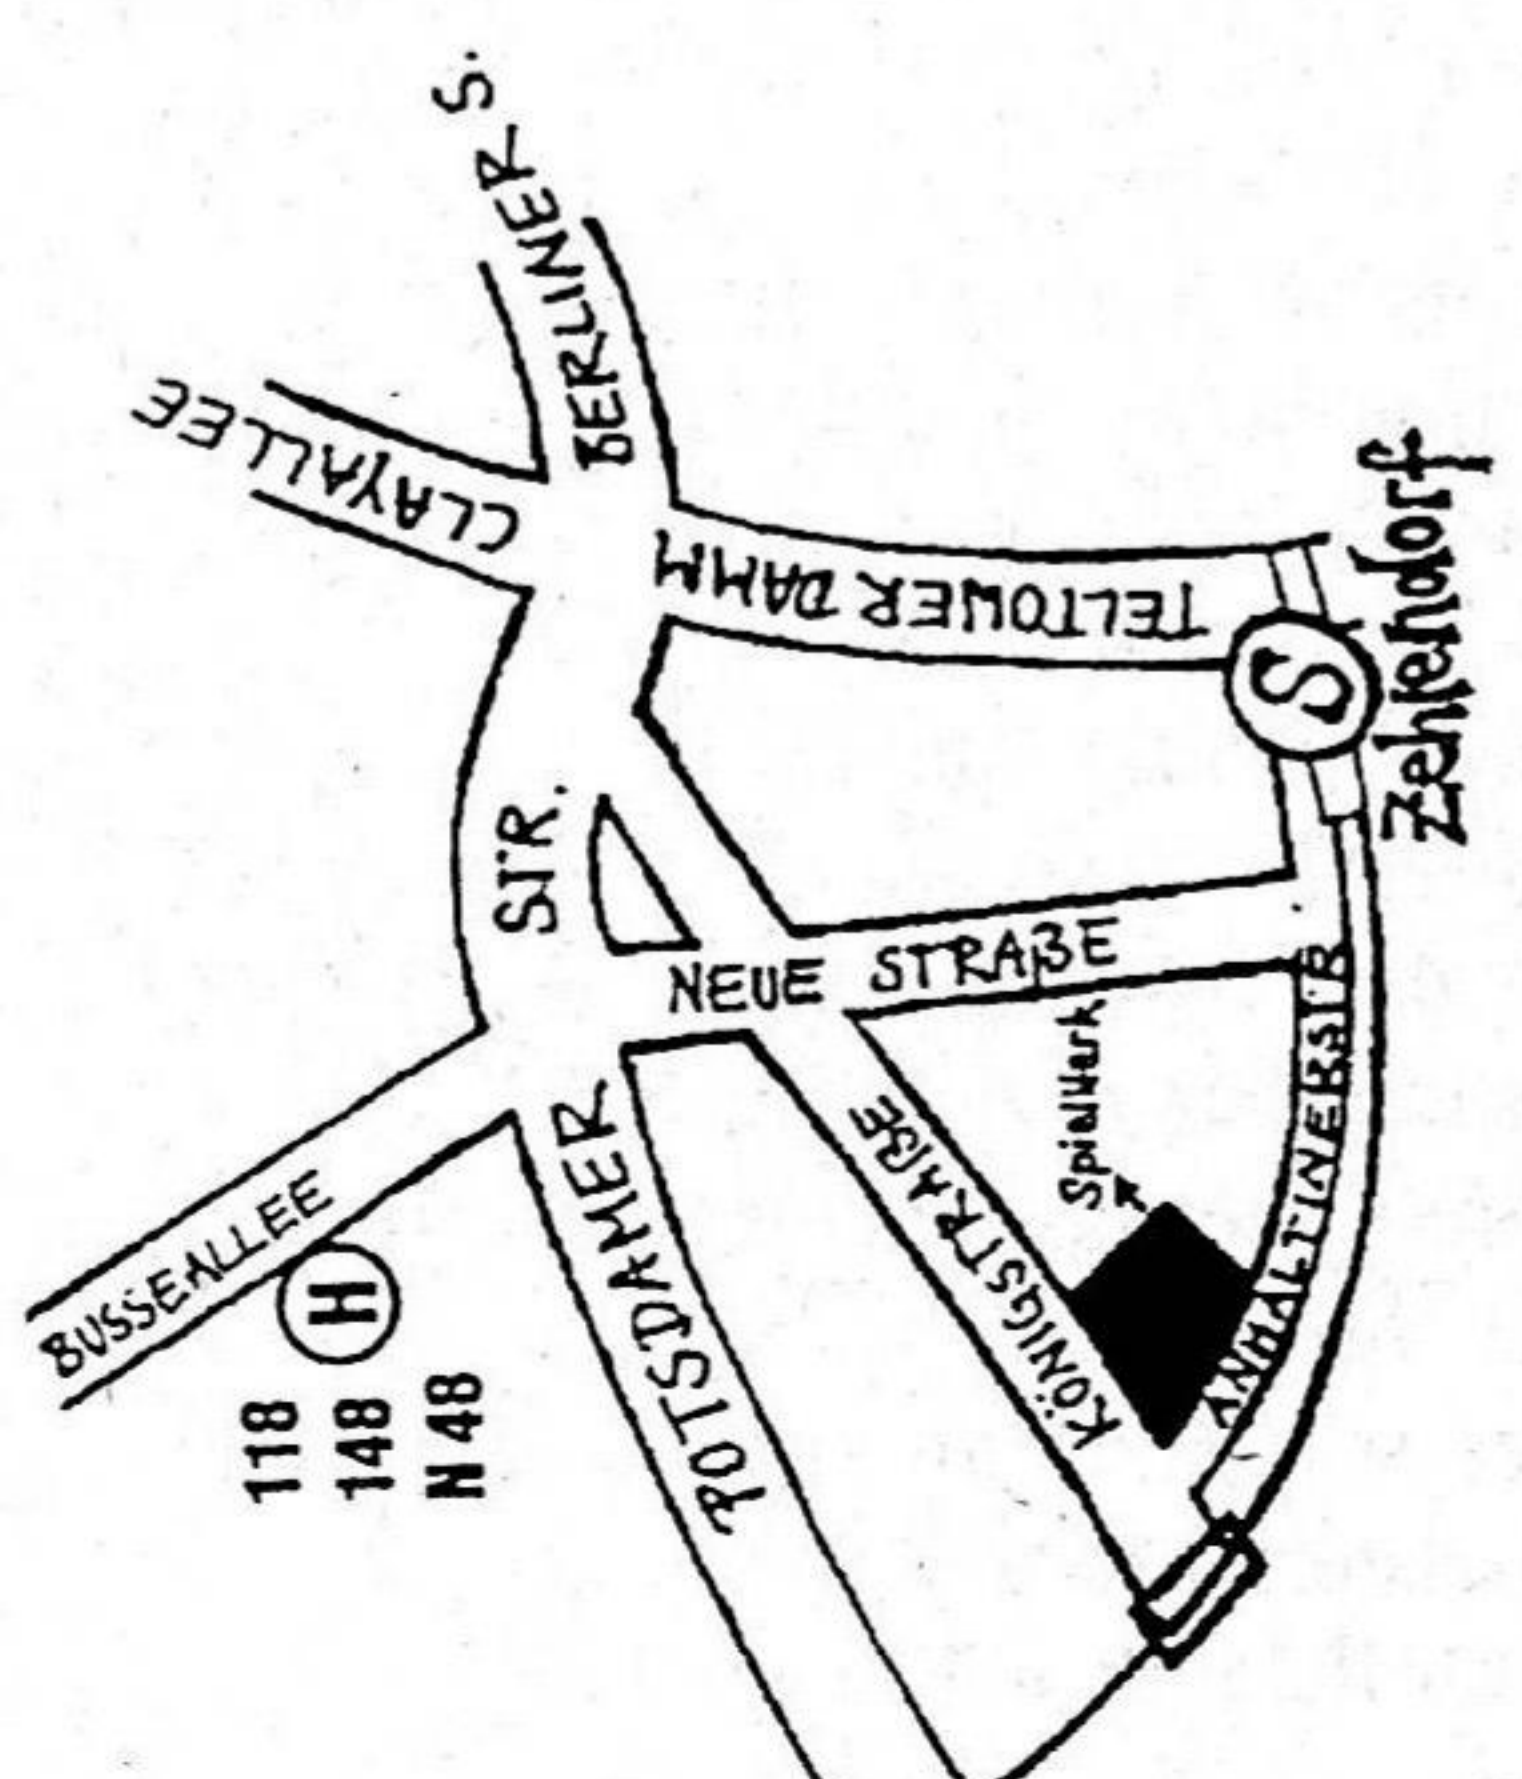 BERLINER S.
CLAYALLEE
TELTOWER DAMM
S
Zehlendorf
STR.
NEUE STRAßE
POTSDAMER
BUSSEALLEE
H
118
148
N 48
KÖNIGSTRAßE
Spielwerk
ANHALTINERSTR